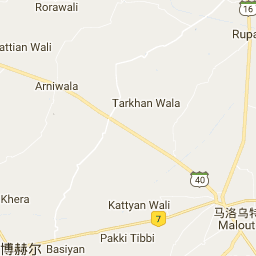 Rorawali
16
Rupa
attian Wali
Arniwala
Tarkhan Wala
40
Khera
Kattyan Wali
马洛乌特
Malout
7
Pakki Tibbi
博赫尔
Basiyan